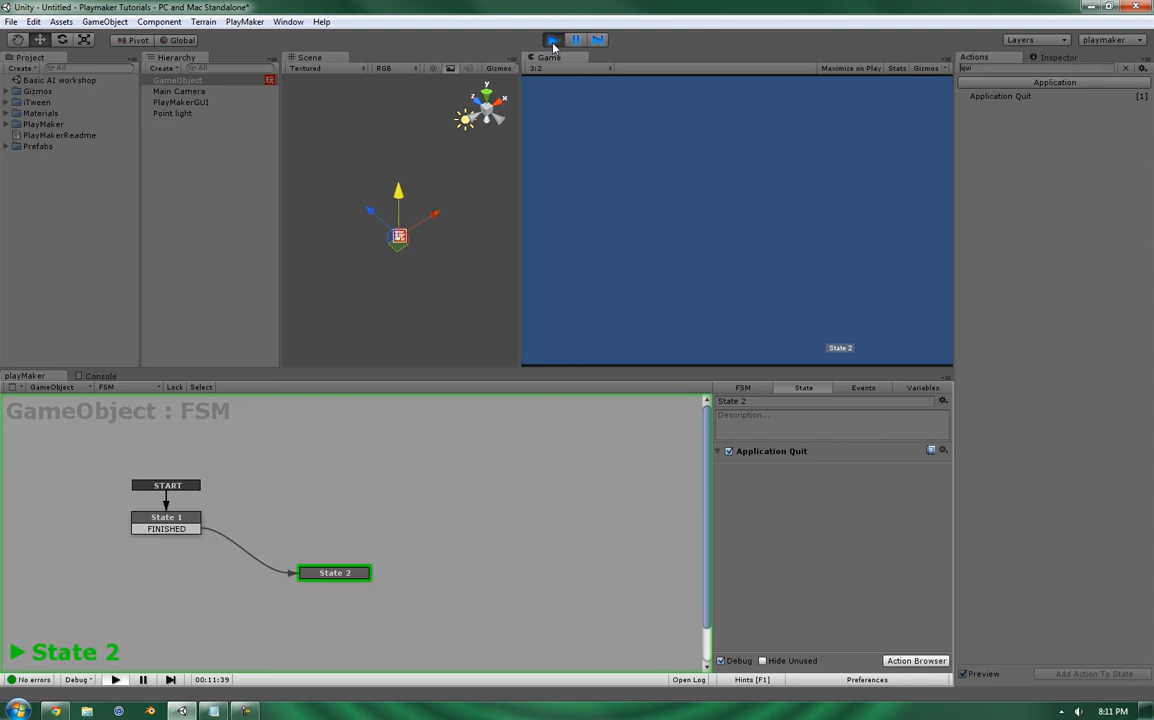 Unity - Untitled - Playmaker Tutorials - PC and Mac Standalone*
File Edit Assets GameObject Component Terrain PlayMaker Window Help
Pivot Global Layers playmaker
Project
Create All
Basic AI workshop
Gizmos
iTween
Materials
PlayMaker
PlayMakerReadme
Prefabs
Hierarchy
Create All
GameObject
Main Camera
PlayMakerGUI
Point light
Scene
Textured RGB Gizmos
y
z
x
Game
3:2 Maximize on Play Stats Gizmos
State 2
Actions Inspector
qui
Application
Application Quit [1]
Preview Add Action To State
playMaker Console
GameObject FSM Lock Select
GameObject : FSM
START
State 1
FINISHED
State 2
State 2
No errors Debug 00:11:39 Open Log
FSM State Events Variables
State 2
Description...
Application Quit
Debug Hide Unused Action Browser
Hints [F1] Preferences
8:11 PM